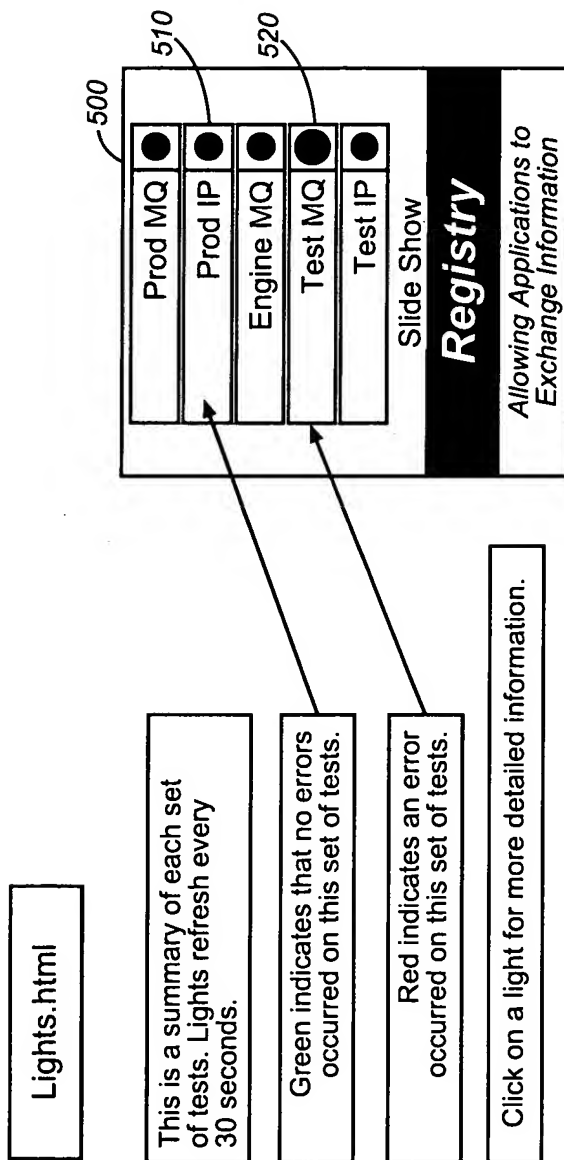 Lights.html
This is a summary of each set
of tests. Lights refresh every
30 seconds.
Green indicates that no errors
occurred on this set of tests.
Red indicates an error
occurred on this set of tests.
Click on a light for more detailed information.
500
Prod MQ
Prod IP
510
Engine MQ
Test MQ
520
Test IP
Slide Show
Registry
Allowing Applications to
Exchange Information